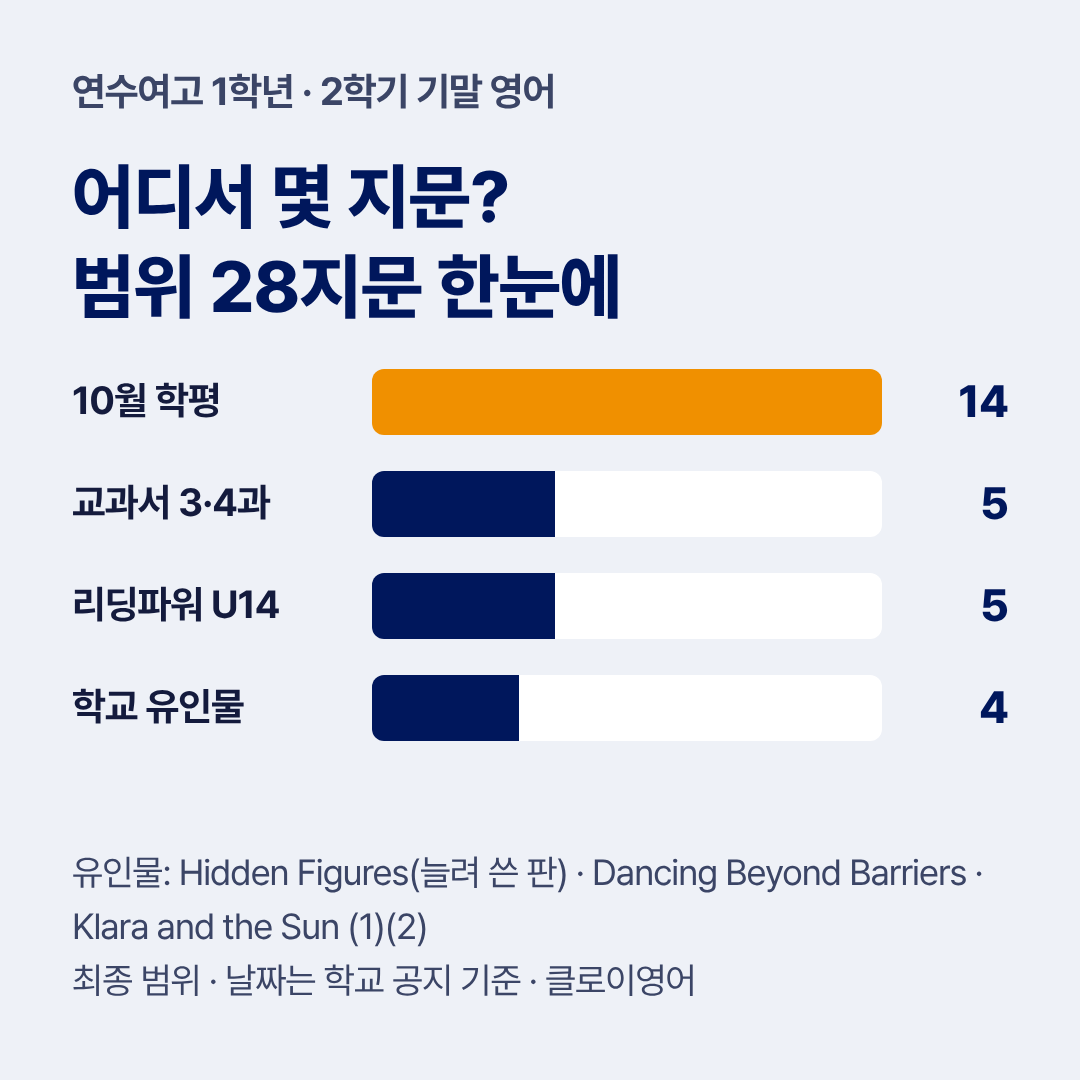 연수여고 1학년 · 2학기 기말 영어
어디서 몇 지문?
범위 28지문 한눈에
10월 학평 14
교과서 3·4과 5
리딩파워 U14 5
학교 유인물 4
유인물: Hidden Figures(늘려 쓴 판) · Dancing Beyond Barriers ·
Klara and the Sun (1)(2)
최종 범위 · 날짜는 학교 공지 기준 · 클로이영어